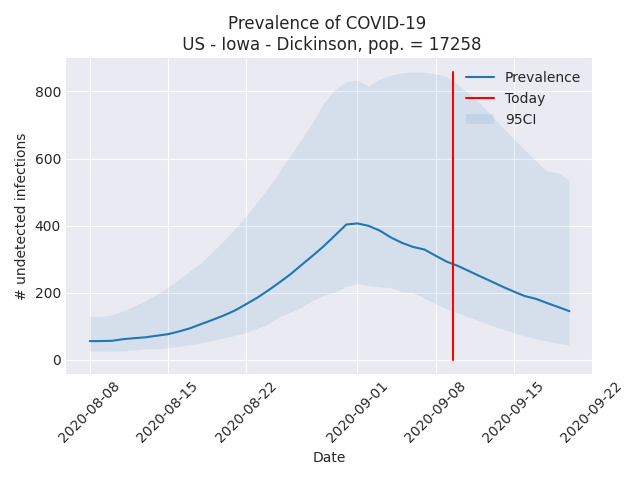 Prevalence of COVID-19
US - Iowa - Dickinson, pop. = 17258
Prevalence
Today
95CI
# undetected infections
800
600
400
200
0
2020-08-08
2020-08-15
2020-08-22
2020-09-01
2020-09-08
2020-09-15
2020-09-22
Date